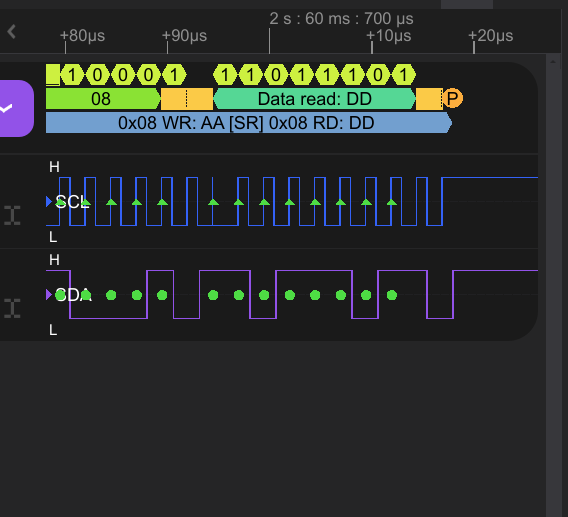 2 s : 60 ms : 700 µs
+80µs +90µs +10µs +20µs
1 0 0 0 1 1 1 0 1 1 1 0 1
08 Data read: DD P
0x08 WR: AA [SR] 0x08 RD: DD
H
SCL
L
H
SDA
L